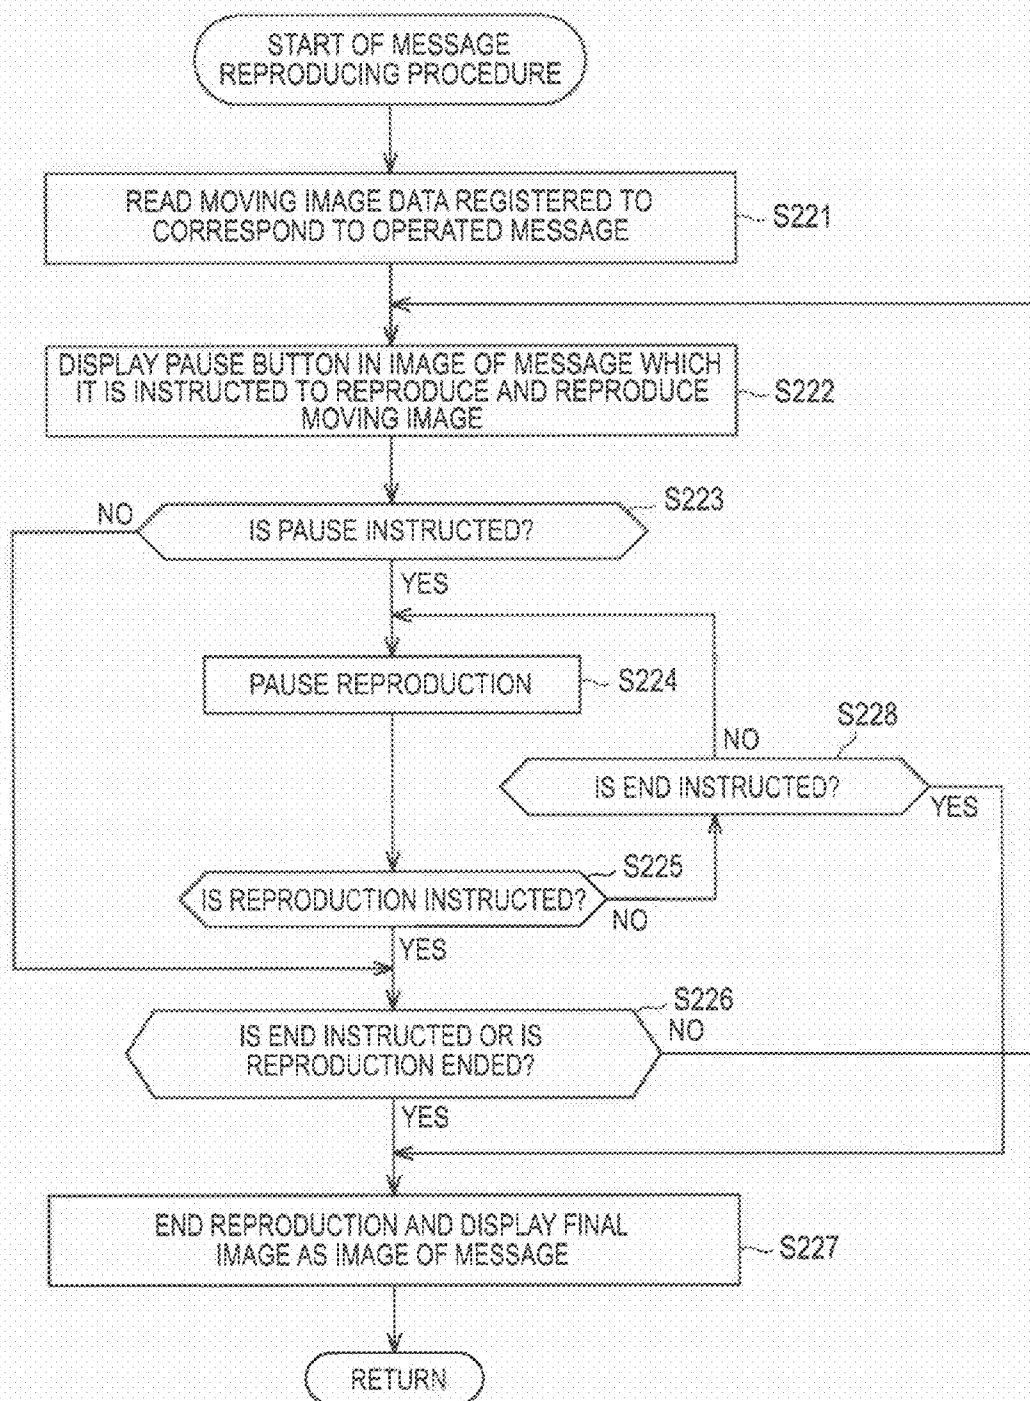 START OF MESSAGE
REPRODUCING PROCEDURE
READ MOVING IMAGE DATA REGISTERED TO
CORRESPOND TO OPERATED MESSAGE
S221
DISPLAY PAUSE BUTTON IN IMAGE OF MESSAGE WHICH
IT IS INSTRUCTED TO REPRODUCE AND REPRODUCE
MOVING IMAGE
S222
S223
NO
IS PAUSE INSTRUCTED?
YES
PAUSE REPRODUCTION
S224
S228
NO
IS END INSTRUCTED?
YES
S225
IS REPRODUCTION INSTRUCTED?
NO
YES
S226
IS END INSTRUCTED OR IS
REPRODUCTION ENDED?
NO
YES
END REPRODUCTION AND DISPLAY FINAL
IMAGE AS IMAGE OF MESSAGE
S227
RETURN